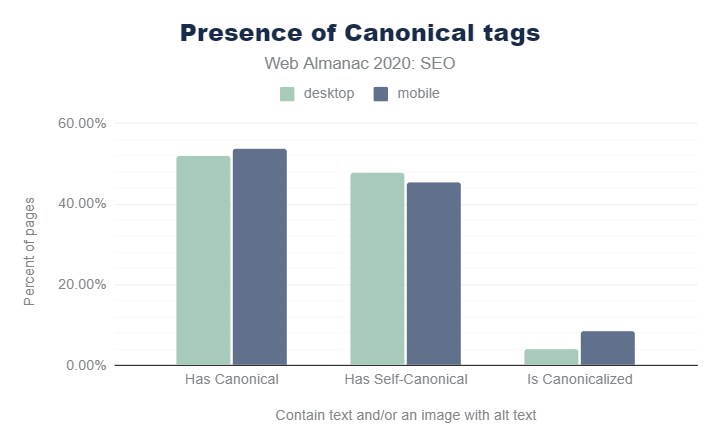 Presence of Canonical tags
Web Almanac 2020: SEO
desktop mobile
Percent of pages
60.00%
40.00%
20.00%
0.00%
Has Canonical Has Self-Canonical Is Canonicalized
Contain text and/or an image with alt text